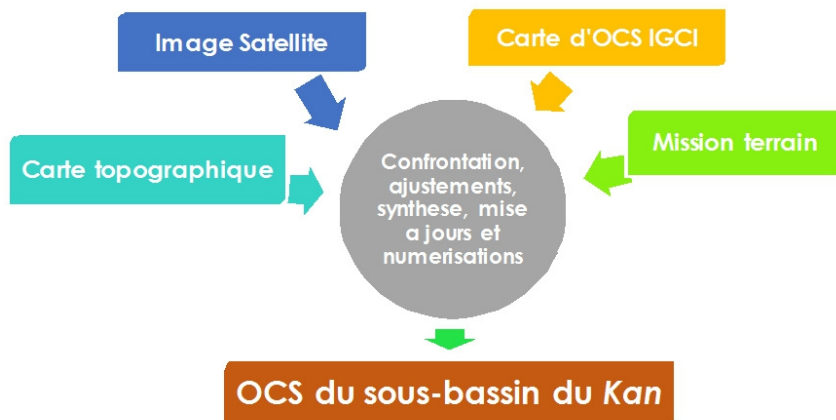 Image Satellite
Carte d'OCS IGCI
Carte topographique
Mission terrain
Confrontation,
ajustements,
synthese, mise
a jours et
numerisations
OCS du sous-bassin du Kan